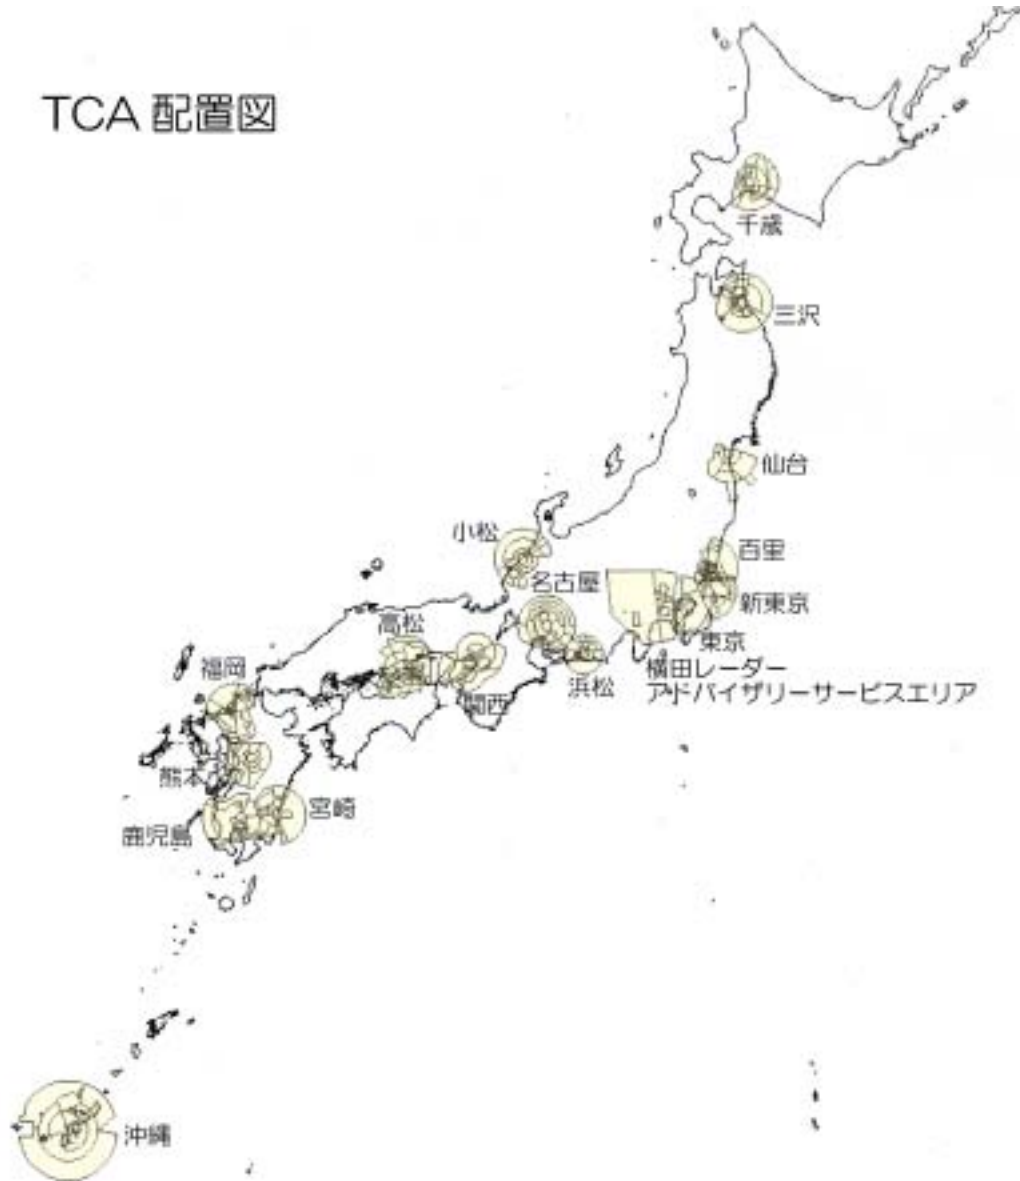 TCA 配置図
千歳
三沢
仙台
小松
百里
名古屋
新東京
高松
東京
福岡
横田レーダー
アドバイザリーサービスエリア
浜松
関西
熊本
宮崎
鹿児島
沖縄